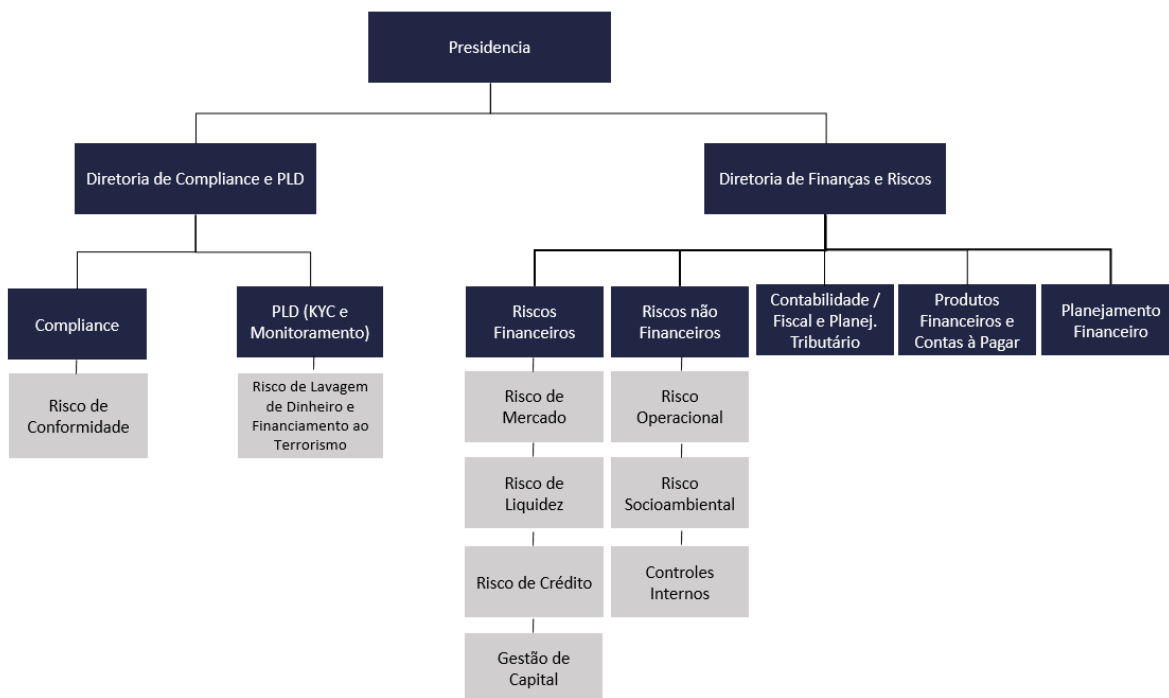 Presidencia
Diretoria de Compliance e PLD
Diretoria de Finanças e Riscos
Compliance
PLD (KYC e
Monitoramento)
Riscos
Financeiros
Riscos não
Financeiros
Contabilidade /
Fiscal e Planej.
Tributário
Produtos
Financeiros e
Contas à Pagar
Planejamento
Financeiro
Risco de
Conformidade
Risco de Lavagem
de Dinheiro e
Financiamento ao
Terrorismo
Risco de
Mercado
Risco
Operacional
Risco de
Liquidez
Risco
Socioambiental
Risco de Crédito
Controles
Internos
Gestão de
Capital